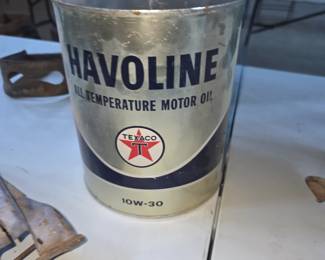 HAVOLINE
ALL TEMPERATURE MOTOR OIL
TEXACO
T
10W-30